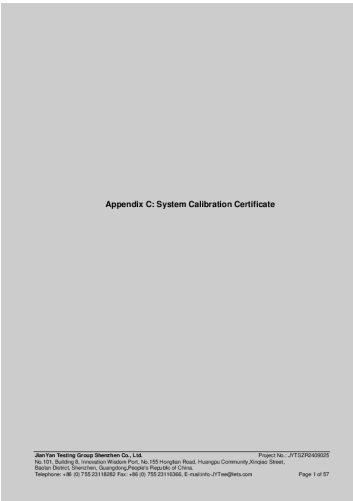 Appendix C: System Calibration Certificate
JianYan Testing Group Shenzhen Co., Ltd. Project No.: JYTSZR2409025
No.101, Building 8, Innovation Wisdom Port, No.155 Hongtian Road, Huangpu Community,Xinqiao Street,
Bao'an District, Shenzhen, Guangdong,People's Republic of China.
Telephone: +86 (0) 755 23118282 Fax: +86 (0) 755 23116366, E-mail:info-JYTee@lets.com Page 1 of 57